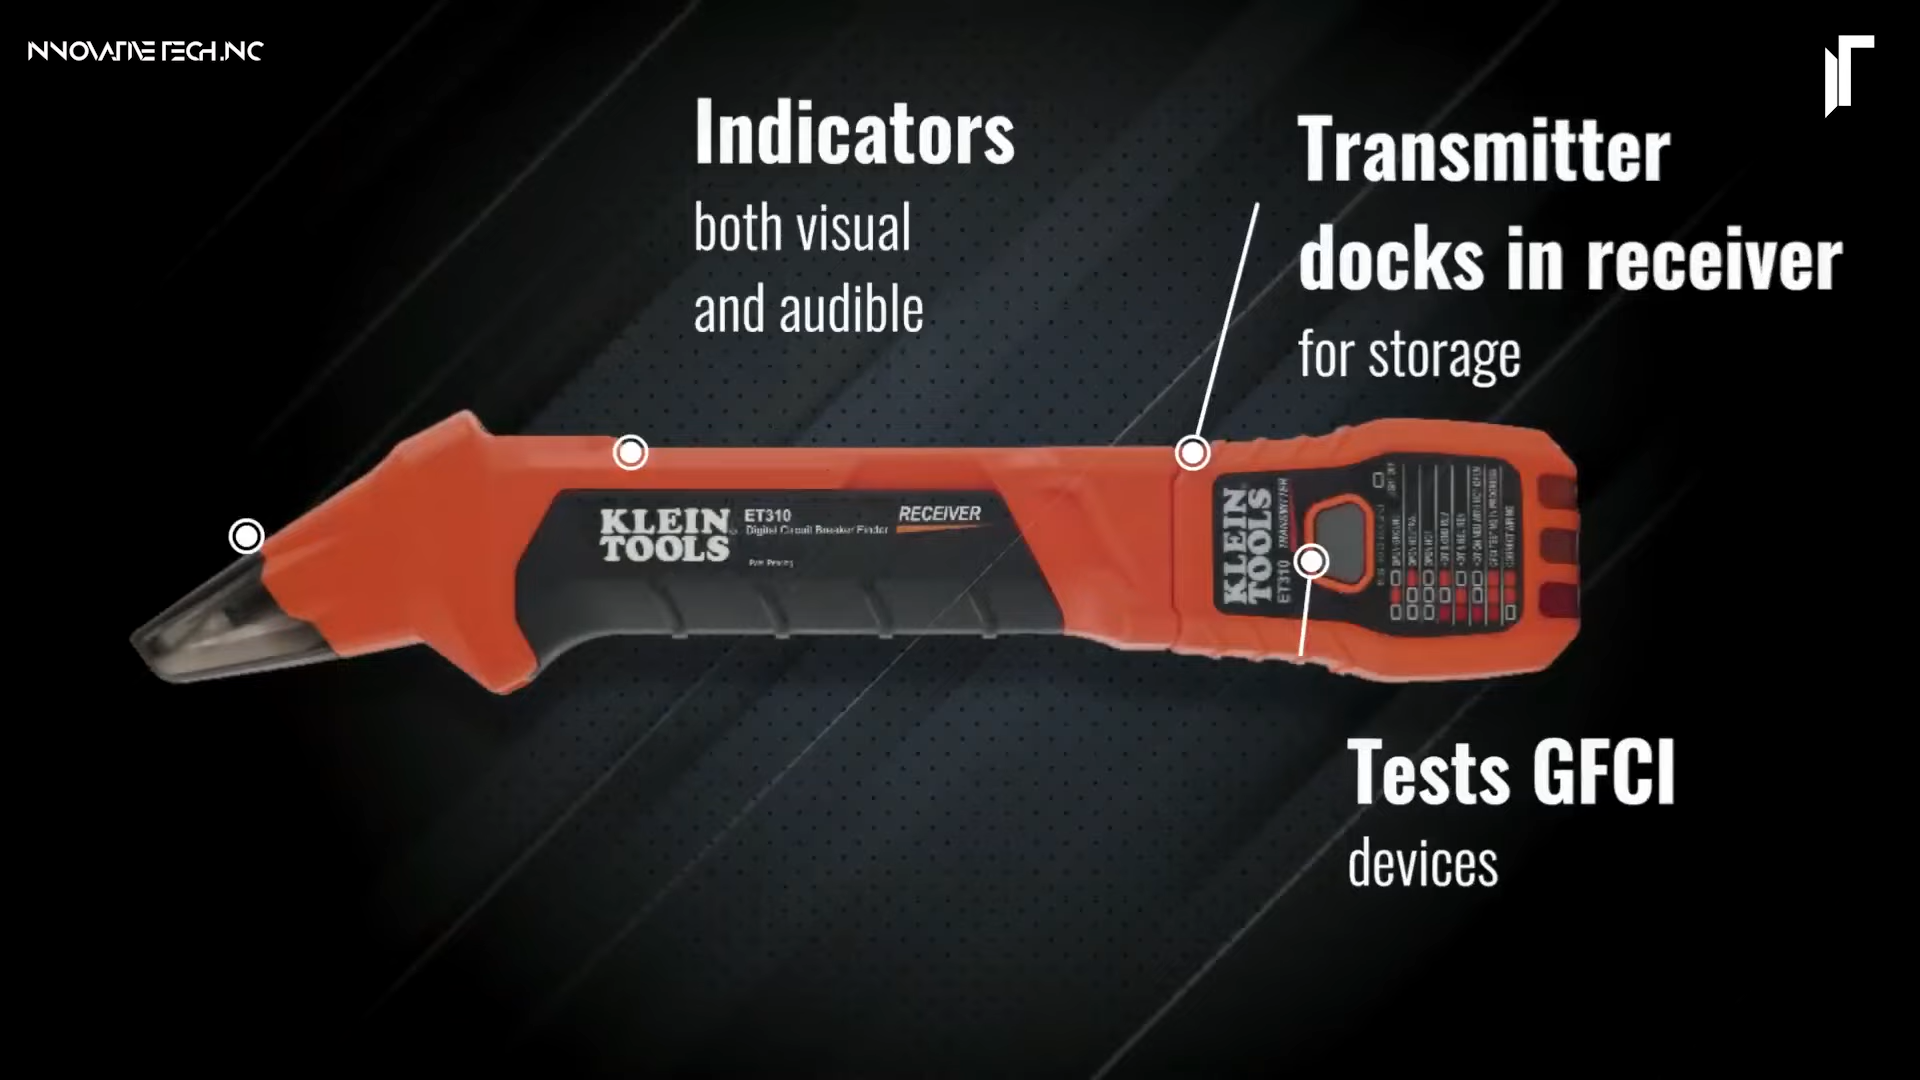 INNOVATIVE TECH.INC
Indicators
both visual
and audible
Transmitter
docks in receiver
for storage
KLEIN
TOOLS
ET310
Digital Circuit Breaker Finder
RECEIVER
KLEIN
TOOLS
ET310
TRANSMITTER
Tests GFCI
devices